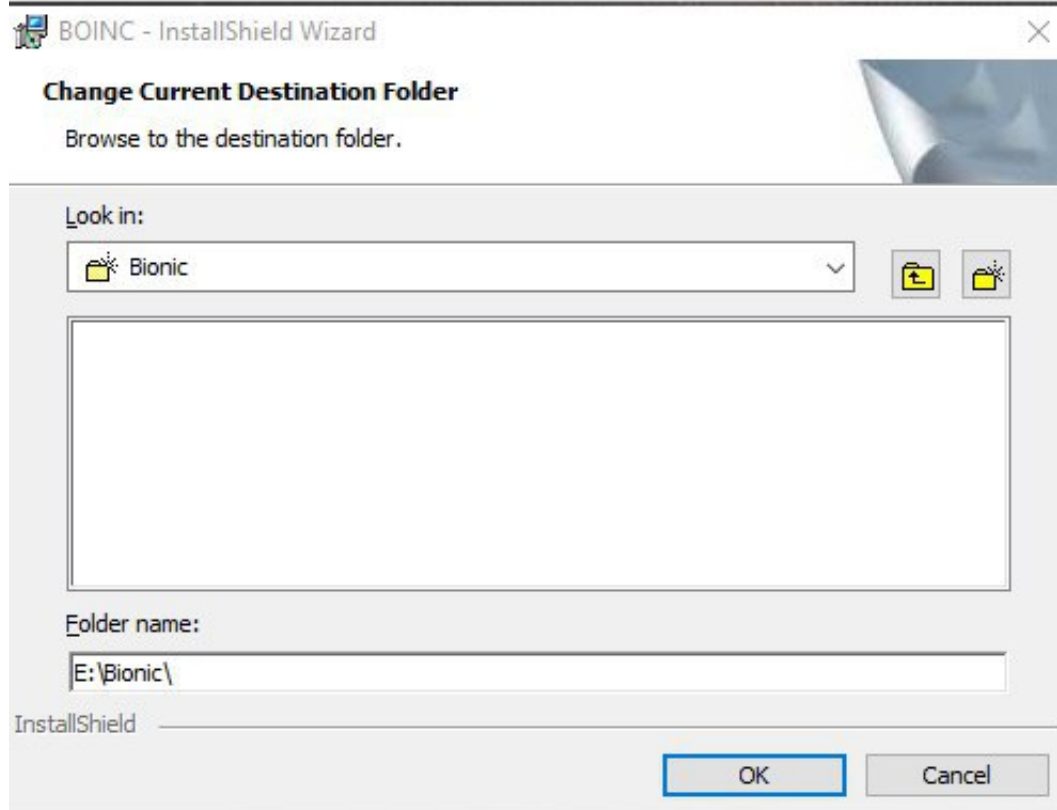 BOINC - InstallShield Wizard
Change Current Destination Folder
Browse to the destination folder.
Look in:
Bionic
Folder name:
E:\Bionic\
InstallShield
OK
Cancel